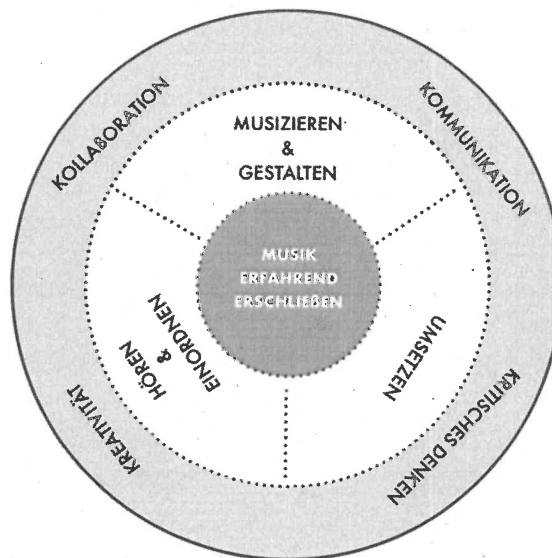 KOLLABORATION
KOMMUNIKATION
MUSIZIEREN
&
GESTALTEN
MUSIK
ERFAHREND
ERSCHLIEẞEN
HÖREN
&
EINORDNEN
UMSETZEN
KREATIVITÄT
KRITISCHES DENKEN